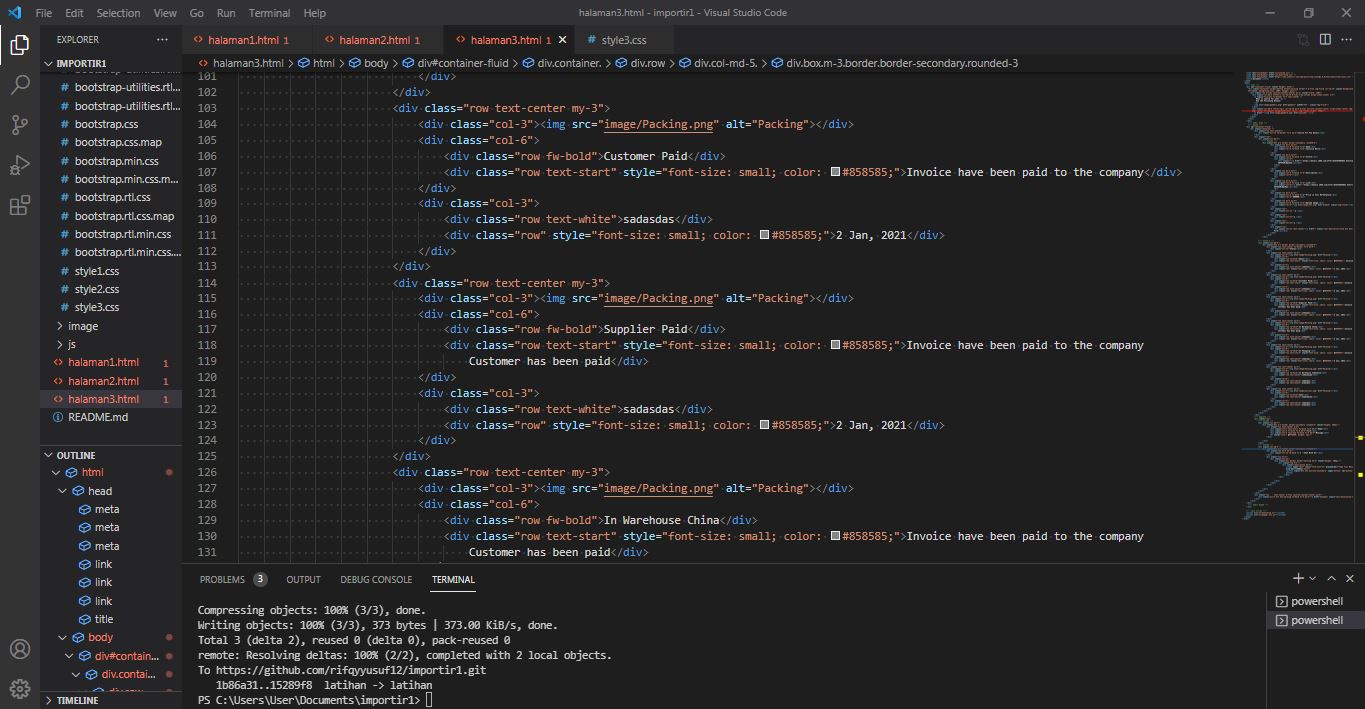 File Edit Selection View Go Run Terminal Help
halaman3.html - importir1 - Visual Studio Code
EXPLORER ···
halaman1.html 1
halaman2.html 1
halaman3.html 1
style3.css
IMPORTIR1
halaman3.html > html > body > div#container-fluid > div.container. > div.row > div.col-md-5. > div.box.m-3.border.border-secondary.rounded-3
bootstrap-utilities.rtl...
bootstrap-utilities.rtl...
bootstrap.css
bootstrap.css.map
bootstrap.min.css
bootstrap.min.css.m...
bootstrap.rtl.css
bootstrap.rtl.css.map
bootstrap.rtl.min.css
bootstrap.rtl.min.css....
style1.css
style2.css
style3.css
image
js
halaman1.html 1
halaman2.html 1
halaman3.html 1
README.md
OUTLINE
html
head
meta
meta
meta
link
link
link
title
body
div#contain...
div.contai...
TIMELINE
101 </div>
102 </div>
103 <div class="row text-center my-3">
104 <div class="col-3"><img src="image/Packing.png" alt="Packing"></div>
105 <div class="col-6">
106 <div class="row fw-bold">Customer Paid</div>
107 <div class="row text-start" style="font-size: small; color: #858585;">Invoice have been paid to the company</div>
108 </div>
109 <div class="col-3">
110 <div class="row text-white">sadasdas</div>
111 <div class="row" style="font-size: small; color: #858585;">2 Jan, 2021</div>
112 </div>
113 </div>
114 <div class="row text-center my-3">
115 <div class="col-3"><img src="image/Packing.png" alt="Packing"></div>
116 <div class="col-6">
117 <div class="row fw-bold">Supplier Paid</div>
118 <div class="row text-start" style="font-size: small; color: #858585;">Invoice have been paid to the company
119 Customer has been paid</div>
120 </div>
121 <div class="col-3">
122 <div class="row text-white">sadasdas</div>
123 <div class="row" style="font-size: small; color: #858585;">2 Jan, 2021</div>
124 </div>
125 </div>
126 <div class="row text-center my-3">
127 <div class="col-3"><img src="image/Packing.png" alt="Packing"></div>
128 <div class="col-6">
129 <div class="row fw-bold">In Warehouse China</div>
130 <div class="row text-start" style="font-size: small; color: #858585;">Invoice have been paid to the company
131 Customer has been paid</div>
PROBLEMS 3 OUTPUT DEBUG CONSOLE TERMINAL
Compressing objects: 100% (3/3), done.
Writing objects: 100% (3/3), 373 bytes | 373.00 KiB/s, done.
Total 3 (delta 2), reused 0 (delta 0), pack-reused 0
remote: Resolving deltas: 100% (2/2), completed with 2 local objects.
To https://github.com/rifqyyusuf12/importir1.git
1b86a31..15289f8 latihan -> latihan
PS C:\Users\User\Documents\importir1>
powershell
powershell